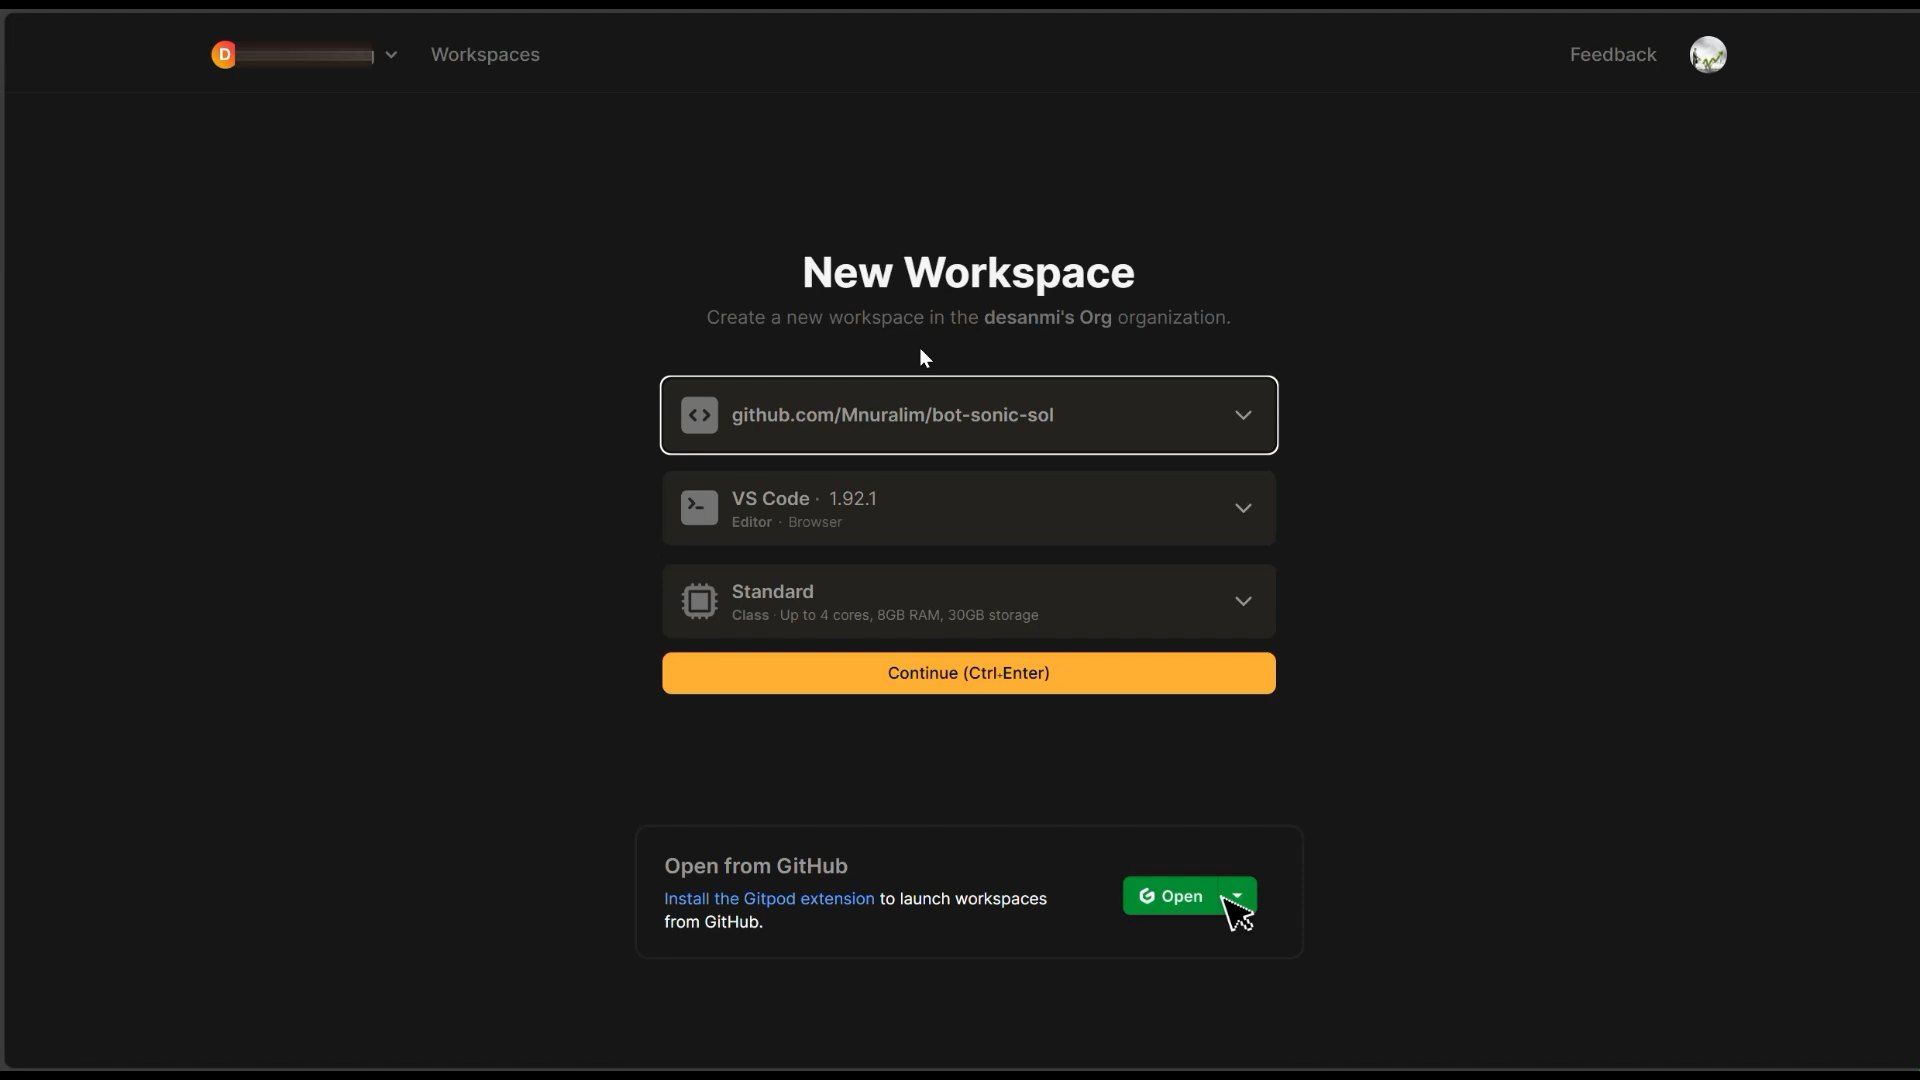 D
Workspaces
Feedback
New Workspace
Create a new workspace in the desanmi's Org organization.
github.com/Mnuralim/bot-sonic-sol
VS Code · 1.92.1
Editor · Browser
Standard
Class · Up to 4 cores, 8GB RAM, 30GB storage
Continue (Ctrl+Enter)
Open from GitHub
Install the Gitpod extension to launch workspaces
from GitHub.
Open